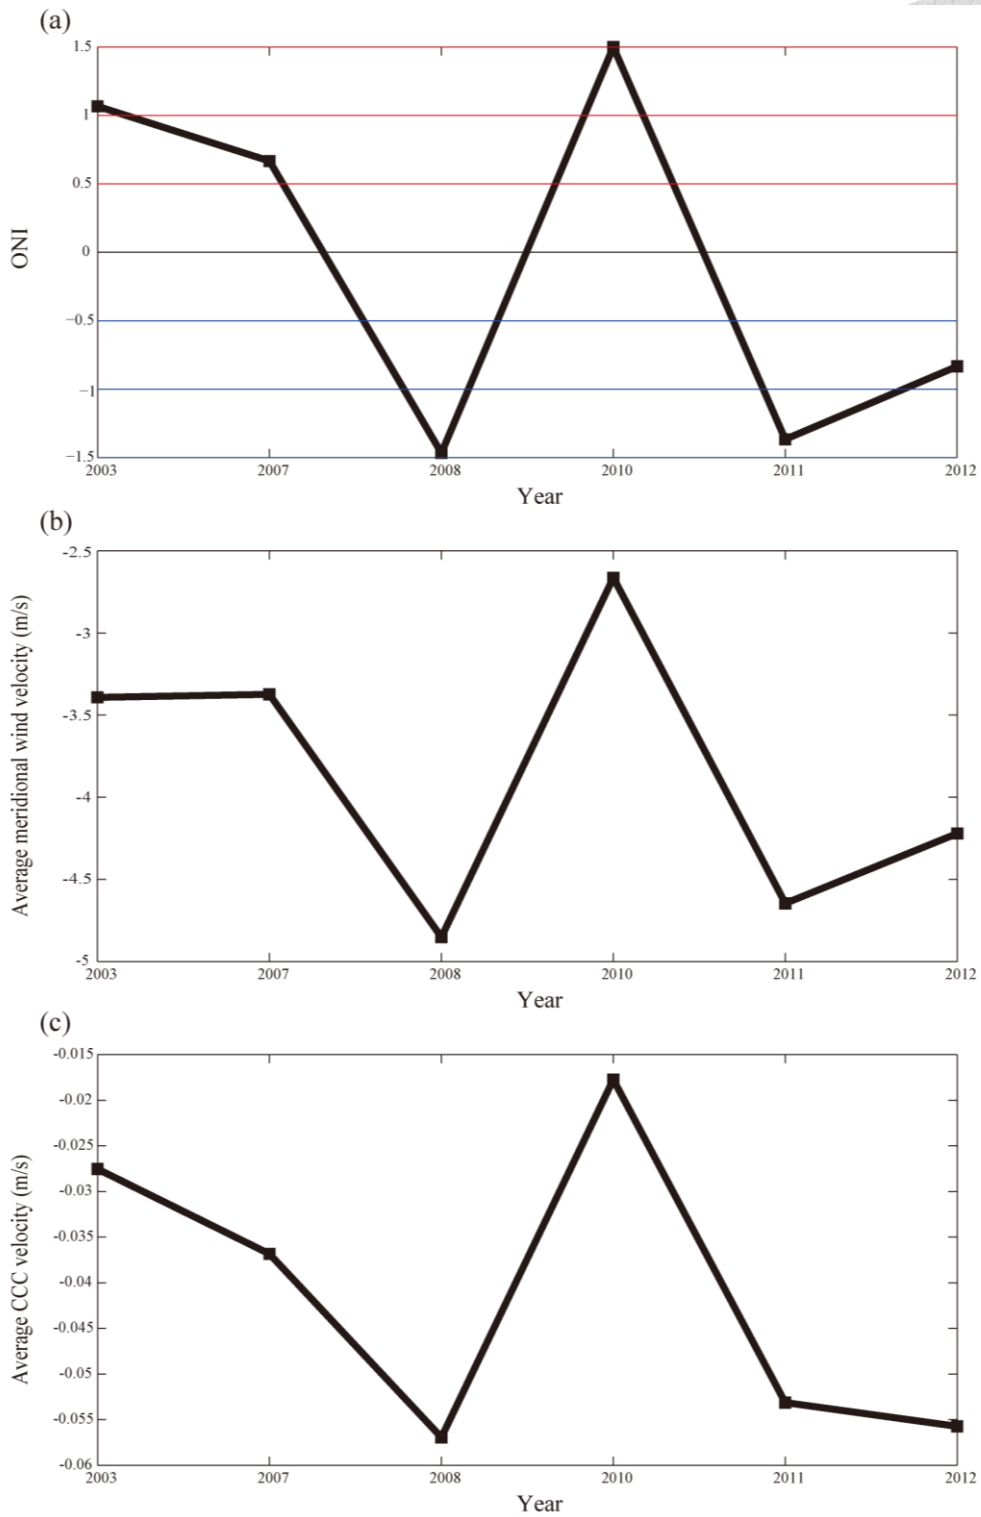 (a)
1.5
1
0.5
0
−0.5
−1
−1.5
ONI
2003 2007 2008 2010 2011 2012
Year
(b)
-2.5
-3
-3.5
-4
-4.5
-5
Average meridional wind velocity (m/s)
2003 2007 2008 2010 2011 2012
Year
(c)
-0.015
-0.02
-0.025
-0.03
-0.035
-0.04
-0.045
-0.05
-0.055
-0.06
Average CCC velocity (m/s)
2003 2007 2008 2010 2011 2012
Year